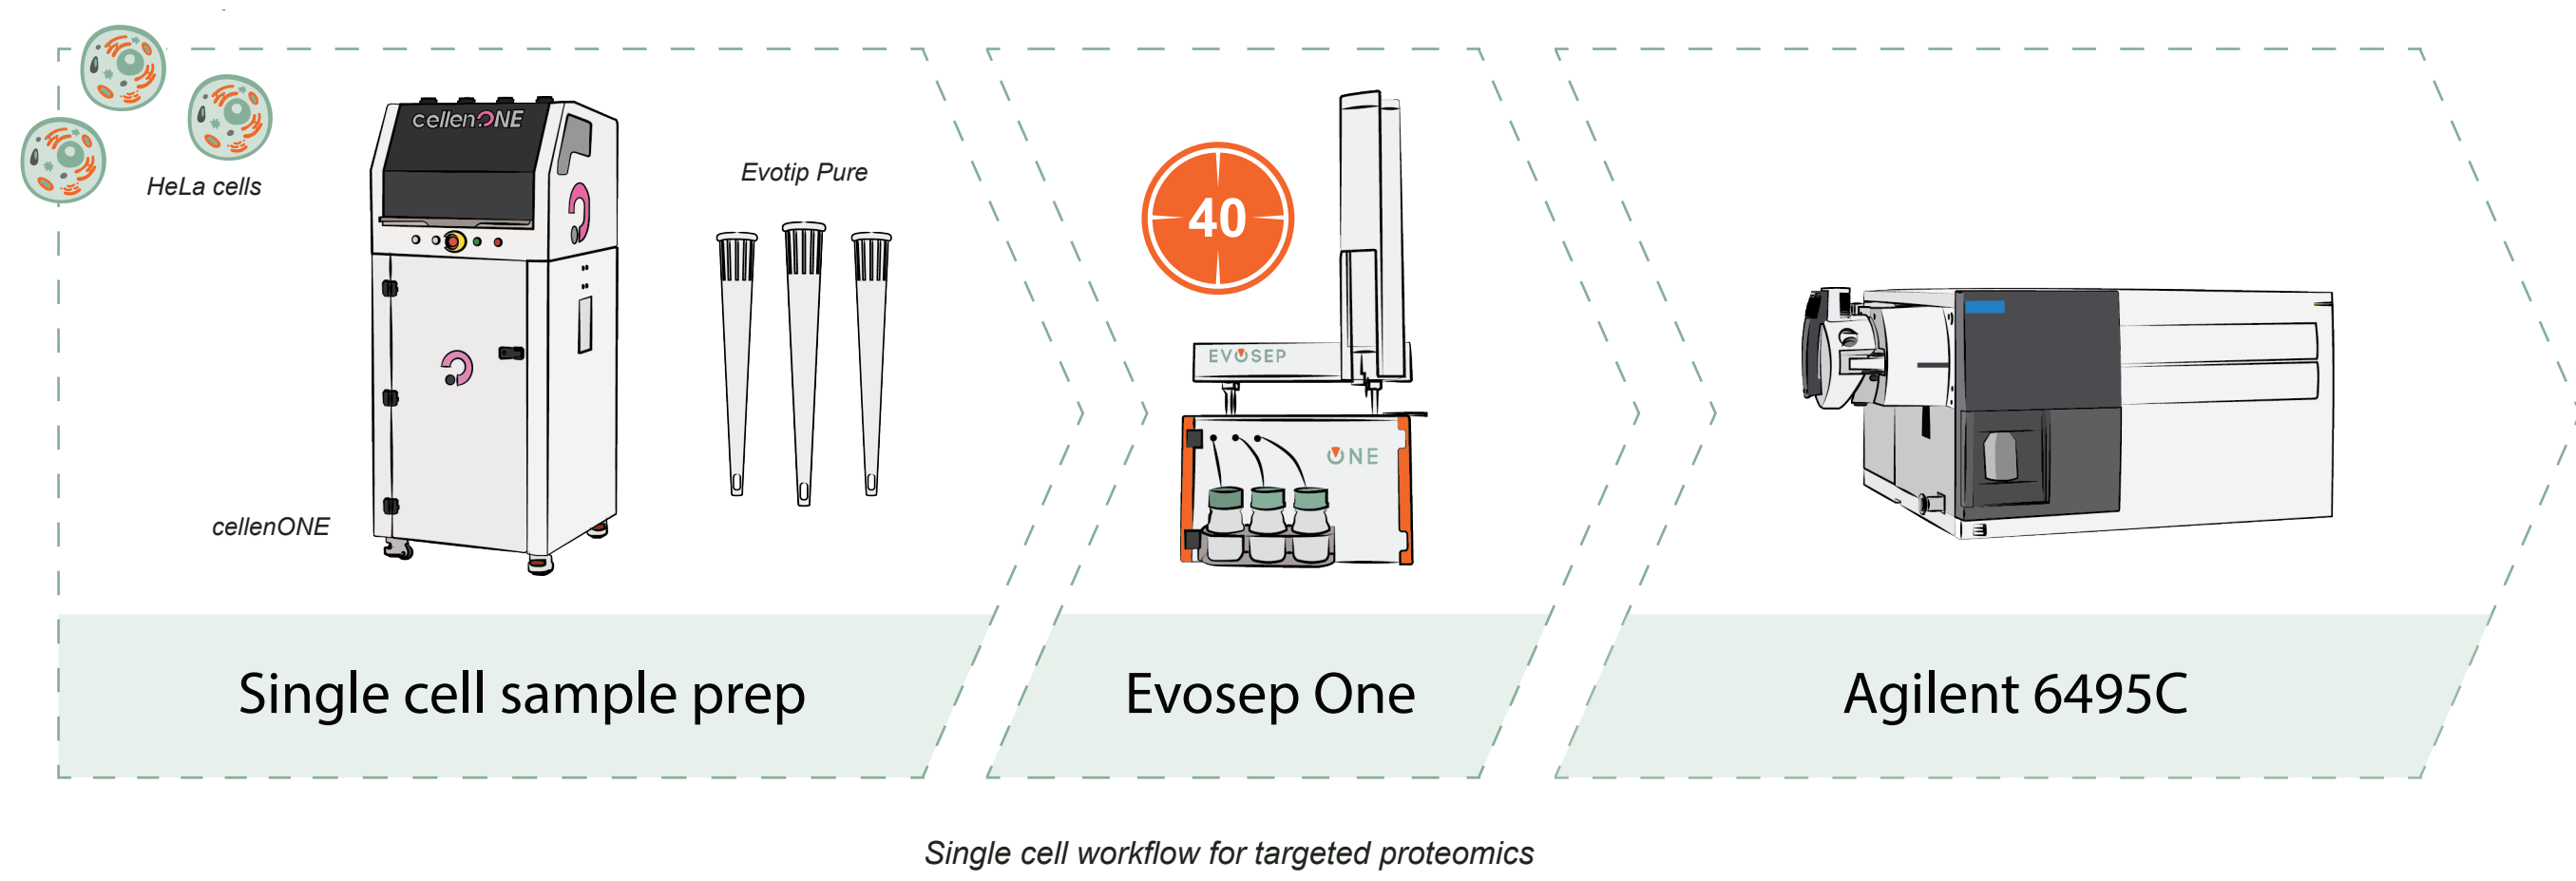 cellenONE
HeLa cells
Evotip Pure
cellenONE
40
EVOSEP
ONE
Single cell sample prep
Evosep One
Agilent 6495C
Single cell workflow for targeted proteomics